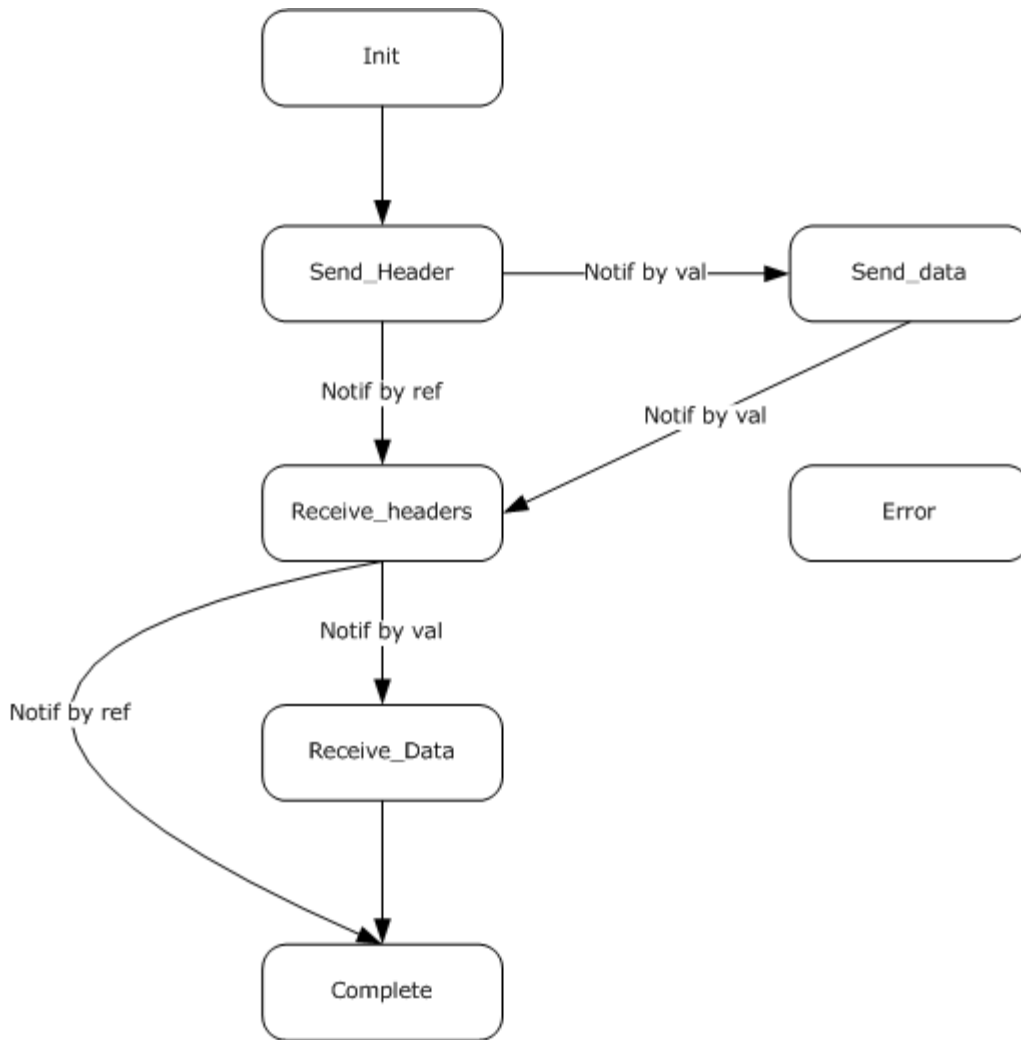 Init
Send_Header
Notif by val
Send_data
Notif by ref
Notif by val
Receive_headers
Error
Notif by val
Notif by ref
Receive_Data
Complete